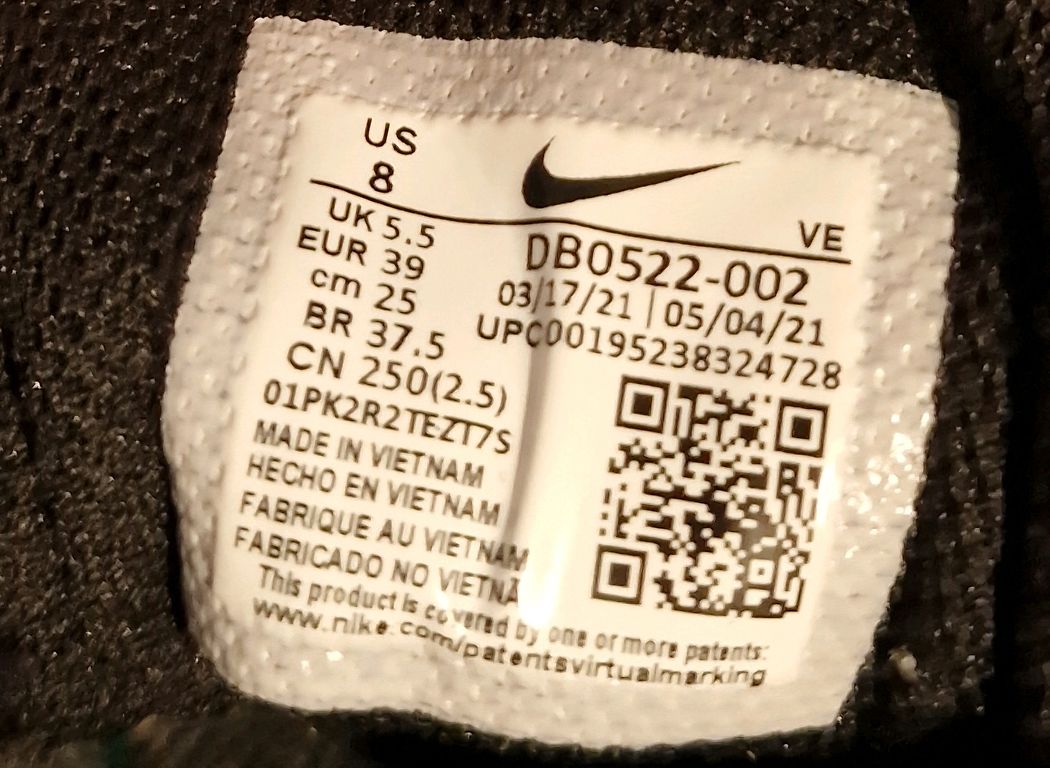 US
8
VE
UK 5.5
EUR 39
cm 25
BR 37.5
CN 250(2.5)
DB0522-002
03/17/21 | 05/04/21
UPC00195238324728
01PK2R2TEZT7S
MADE IN VIETNAM
HECHO EN VIETNAM
FABRIQUE AU VIETNAM
FABRICADO NO VIETNÃ
This product is covered by one or more patents:
www.nike.com/patentsvirtualmarking